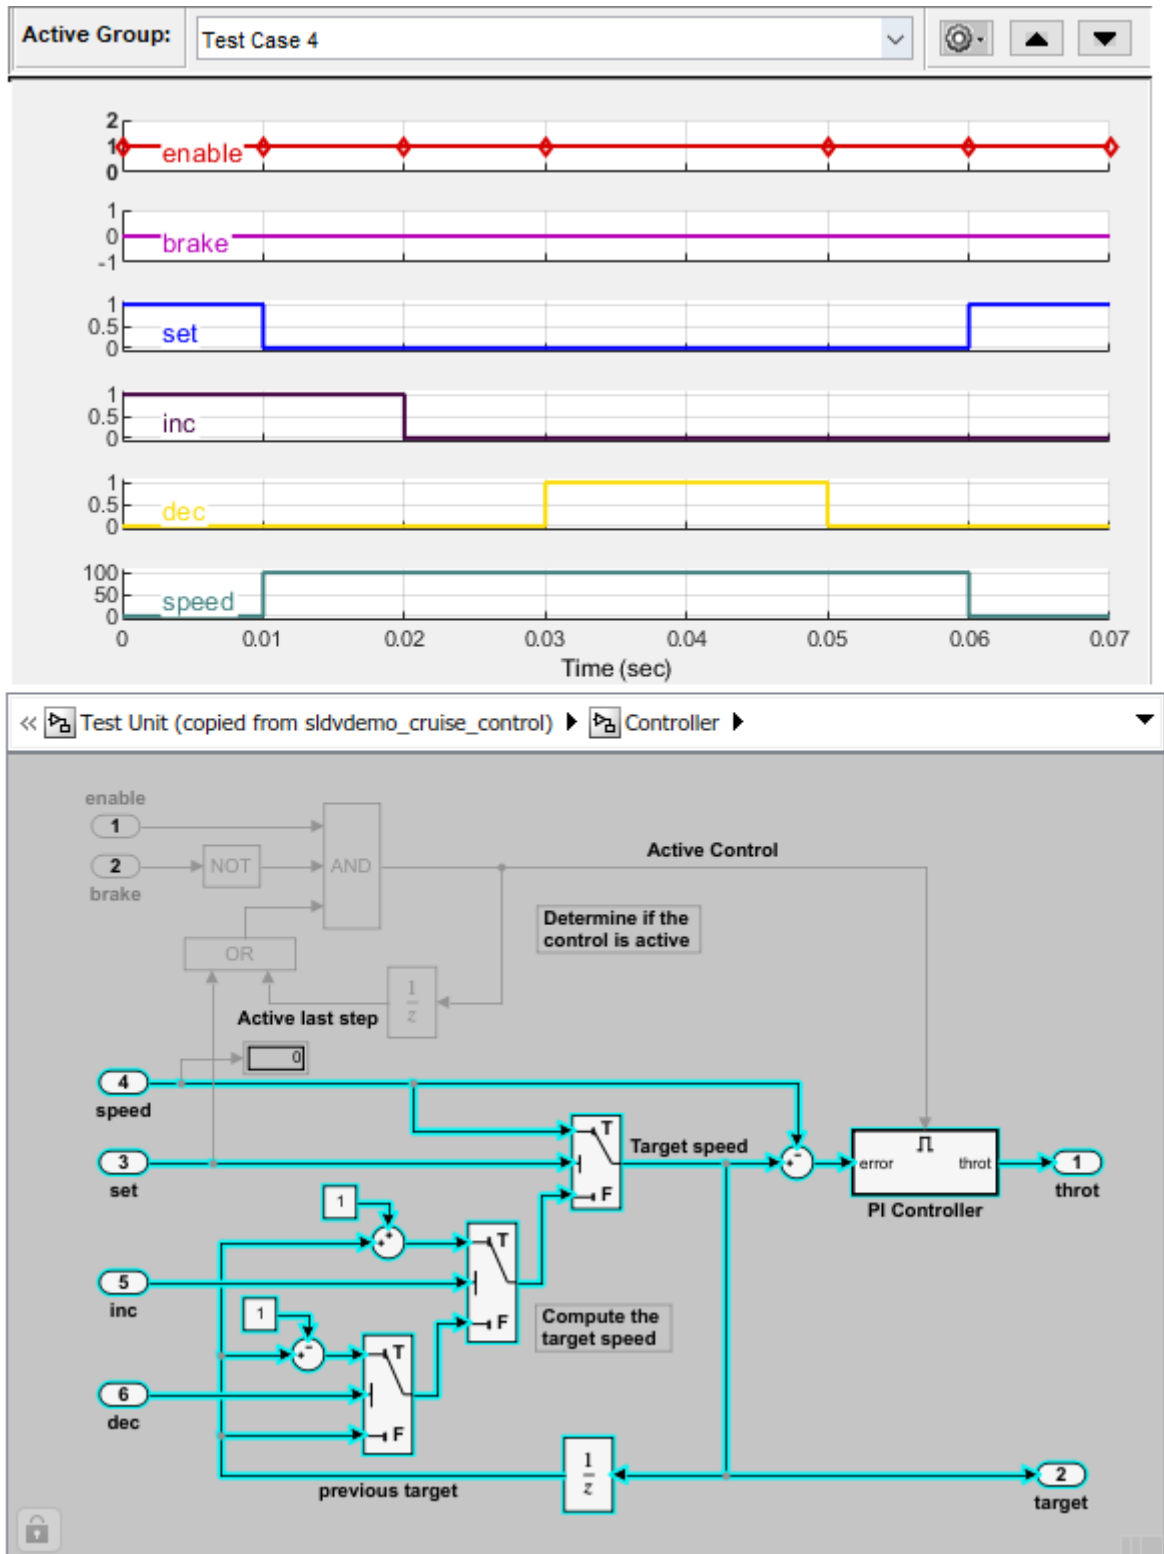 Active Group: Test Case 4
2
1
0
enable
1
0
-1
brake
1
0.5
0
set
1
0.5
0
inc
1
0.5
0
dec
100
50
0
speed
0 0.01 0.02 0.03 0.04 0.05 0.06 0.07
Time (sec)
« Test Unit (copied from sldvdemo_cruise_control) Controller
enable
1
2
brake
NOT
AND
OR
Active Control
Determine if the
control is active
1
z
Active last step
0
4
speed
3
set
T
F
Target speed
error
throt
PI Controller
1
throt
1
T
F
5
inc
1
Compute the
target speed
T
F
6
dec
1
z
previous target
2
target